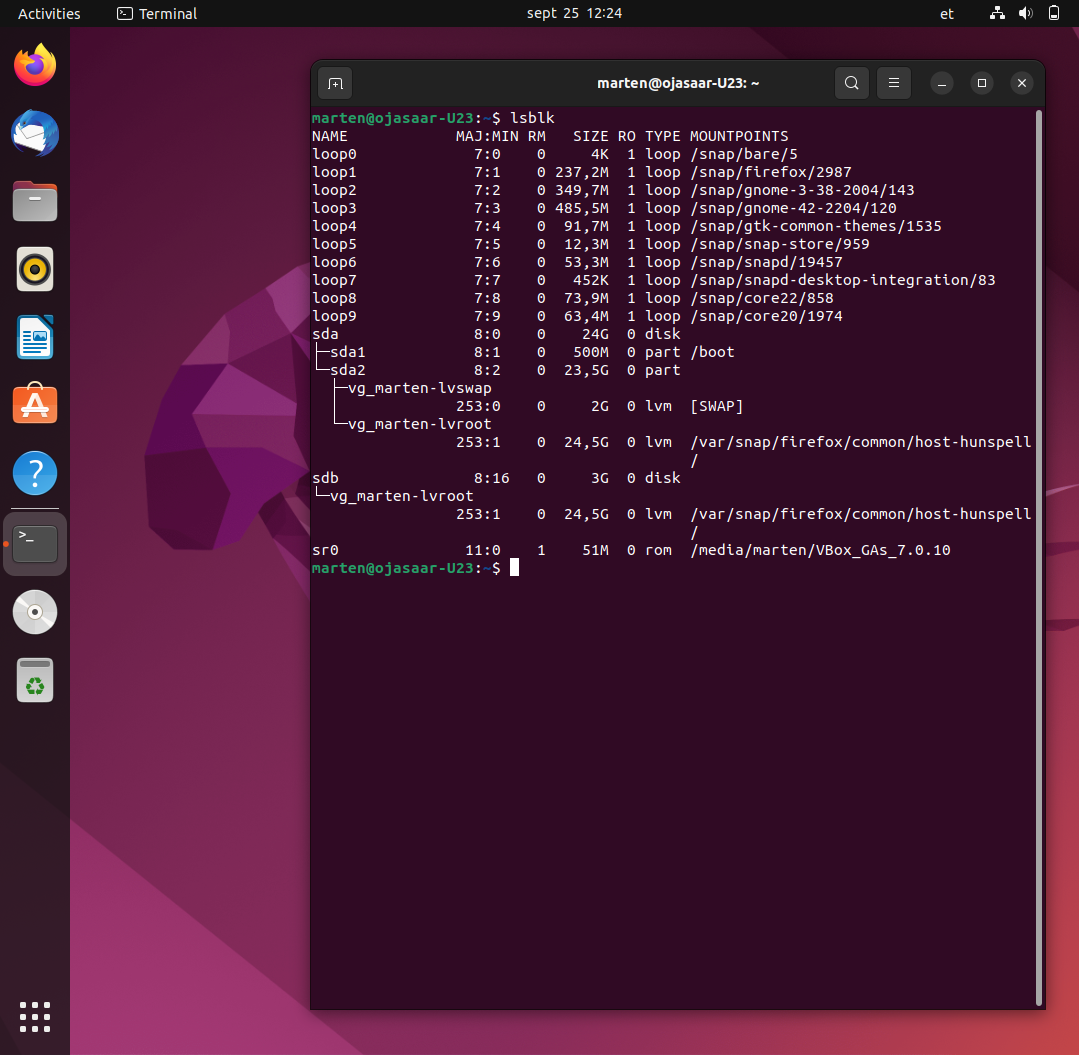 Activities Terminal sept 25 12:24 et
marten@ojasaar-U23: ~
marten@ojasaar-U23:~$ lsblk
NAME MAJ:MIN RM SIZE RO TYPE MOUNTPOINTS
loop0 7:0 0 4K 1 loop /snap/bare/5
loop1 7:1 0 237,2M 1 loop /snap/firefox/2987
loop2 7:2 0 349,7M 1 loop /snap/gnome-3-38-2004/143
loop3 7:3 0 485,5M 1 loop /snap/gnome-42-2204/120
loop4 7:4 0 91,7M 1 loop /snap/gtk-common-themes/1535
loop5 7:5 0 12,3M 1 loop /snap/snap-store/959
loop6 7:6 0 53,3M 1 loop /snap/snapd/19457
loop7 7:7 0 452K 1 loop /snap/snapd-desktop-integration/83
loop8 7:8 0 73,9M 1 loop /snap/core22/858
loop9 7:9 0 63,4M 1 loop /snap/core20/1974
sda 8:0 0 24G 0 disk
├─sda1 8:1 0 500M 0 part /boot
└─sda2 8:2 0 23,5G 0 part
├─vg_marten-lvswap
253:0 0 2G 0 lvm [SWAP]
└─vg_marten-lvroot
253:1 0 24,5G 0 lvm /var/snap/firefox/common/host-hunspell
/
sdb 8:16 0 3G 0 disk
└─vg_marten-lvroot
253:1 0 24,5G 0 lvm /var/snap/firefox/common/host-hunspell
/
sr0 11:0 1 51M 0 rom /media/marten/VBox_GAs_7.0.10
marten@ojasaar-U23:~$